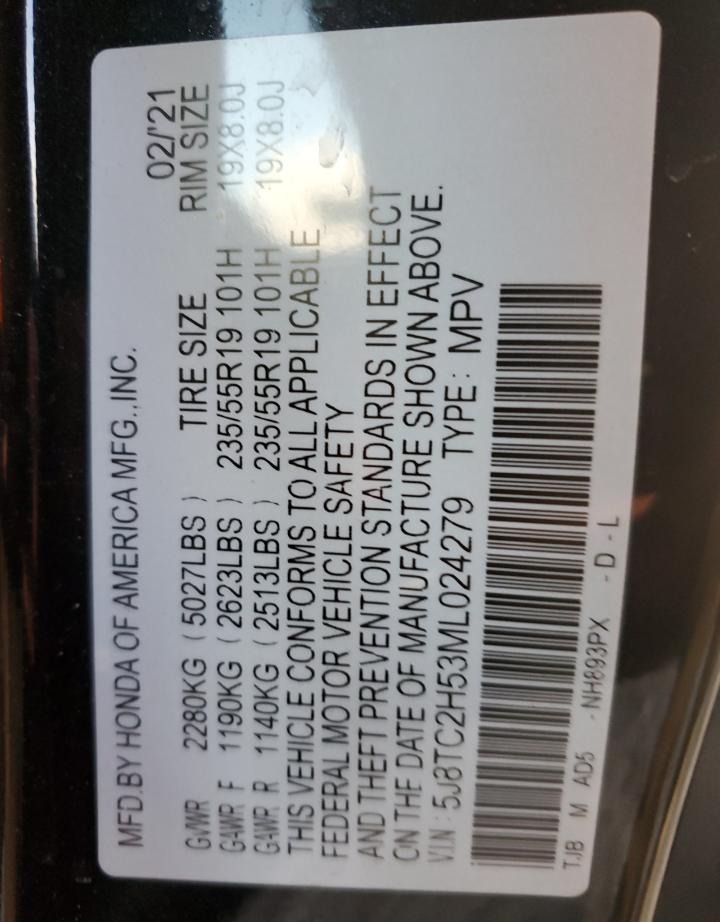 MFD.BY HONDA OF AMERICA MFG.,INC.
02/'21
GVWR 2280KG (5027LBS) TIRE SIZE RIM SIZE
GAWR F 1190KG (2623LBS) 235/55R19 101H 19X8.0J
GAWR R 1140KG (2513LBS) 235/55R19 101H 19X8.0J
THIS VEHICLE CONFORMS TO ALL APPLICABLE
FEDERAL MOTOR VEHICLE SAFETY
AND THEFT PREVENTION STANDARDS IN EFFECT
ON THE DATE OF MANUFACTURE SHOWN ABOVE.
V.I.N : 5J8TC2H53ML024279 TYPE : MPV
TJB M AD5 -NH893PX -D-L